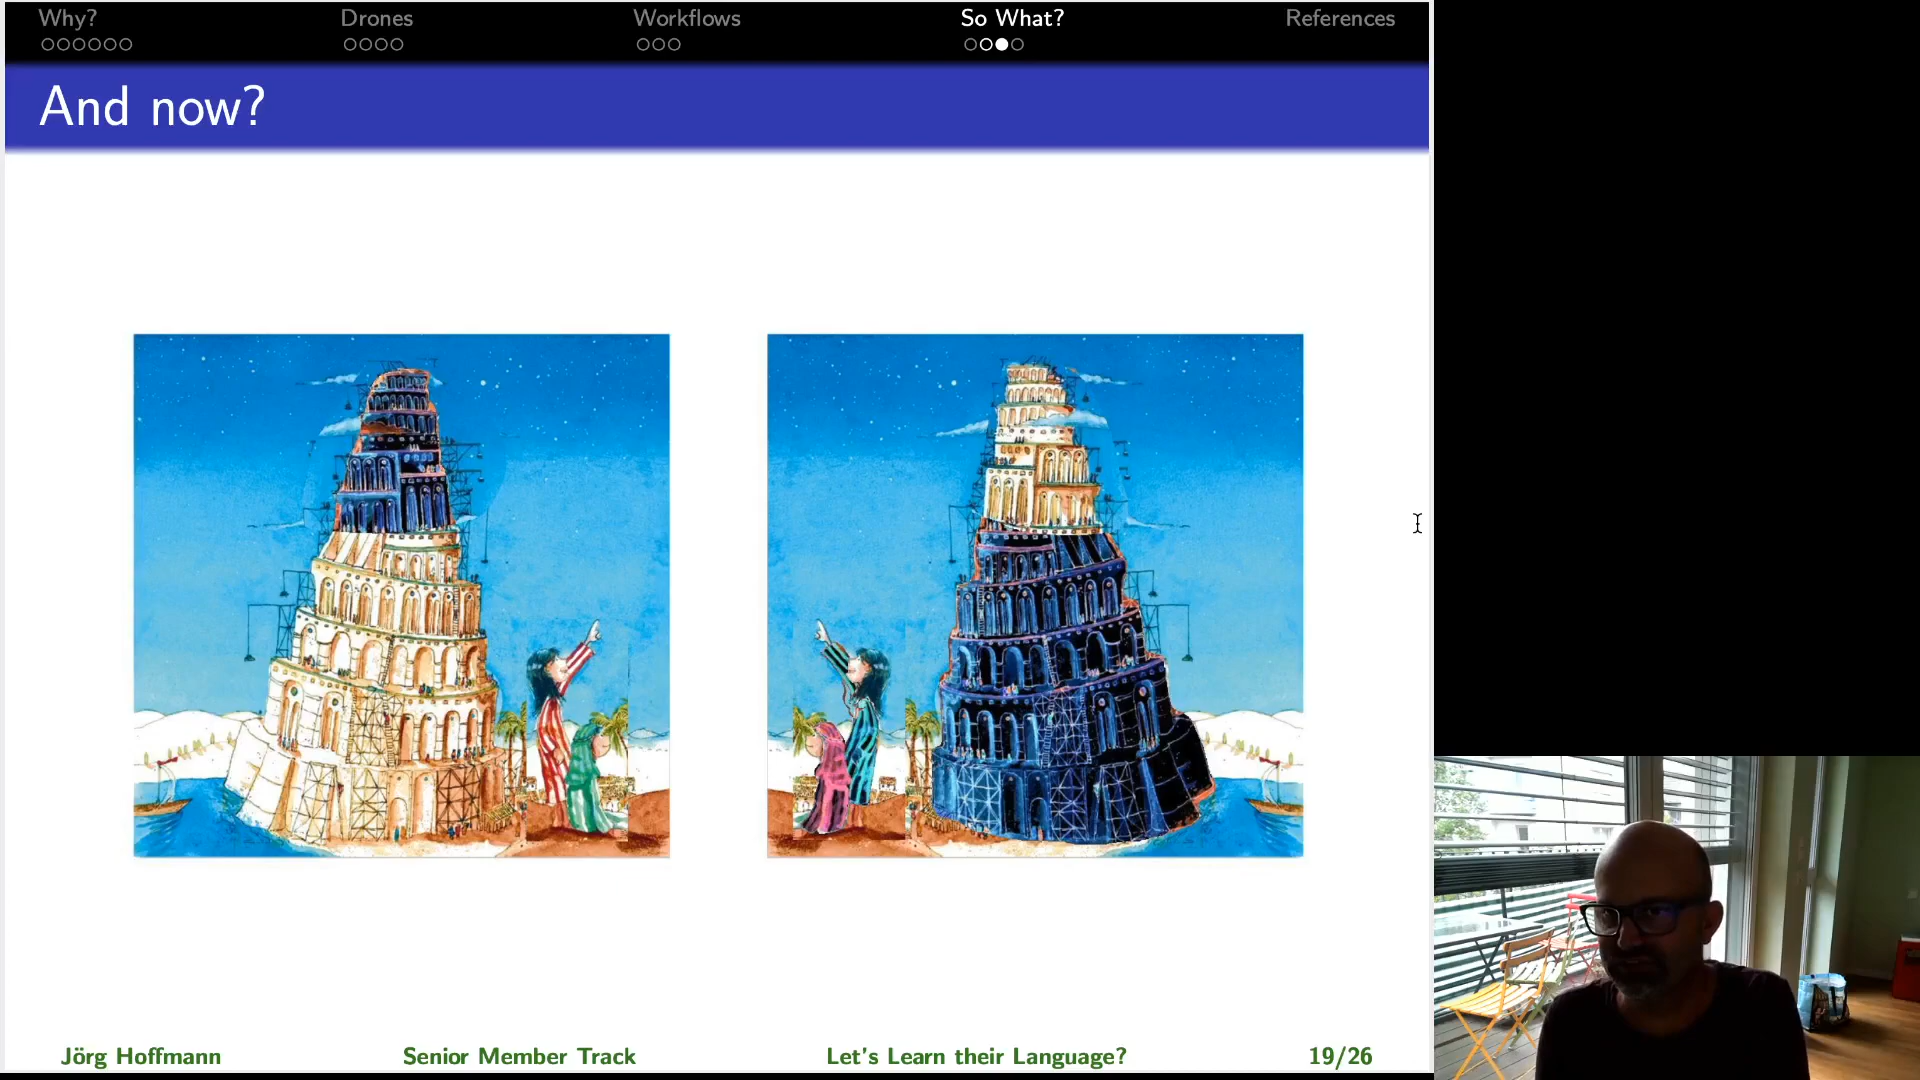 Why? Drones Workflows So What? References
And now?
Jörg Hoffmann Senior Member Track Let's Learn their Language? 19/26